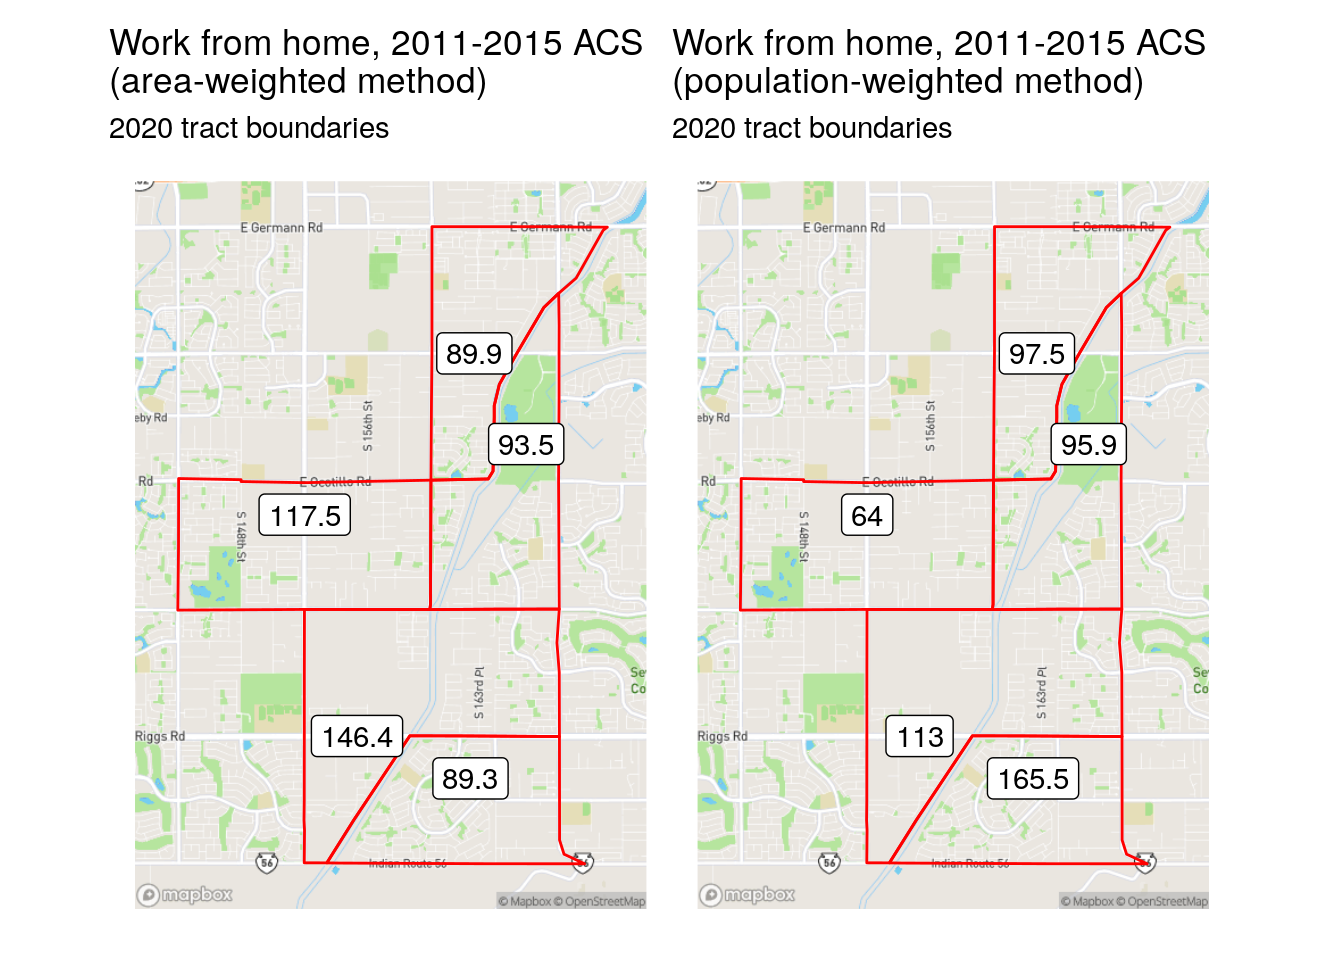 Work from home, 2011-2015 ACS
(area-weighted method)
2020 tract boundaries
E Germann Rd
E Germann Rd
89.9
S 156th St
eby Rd
93.5
Rd
E Ocotillo Rd
117.5
S 148th St
S 163rd Pl
Se
Co
146.4
Riggs Rd
89.3
56
Indian Route 56
56
mapbox
© Mapbox © OpenStreetMap
Work from home, 2011-2015 ACS
(population-weighted method)
2020 tract boundaries
E Germann Rd
E Germann Rd
97.5
S 156th St
eby Rd
95.9
Rd
E Ocotillo Rd
64
S 148th St
S 163rd Pl
Se
Co
113
Riggs Rd
165.5
56
Indian Route 56
56
mapbox
© Mapbox © OpenStreetMap